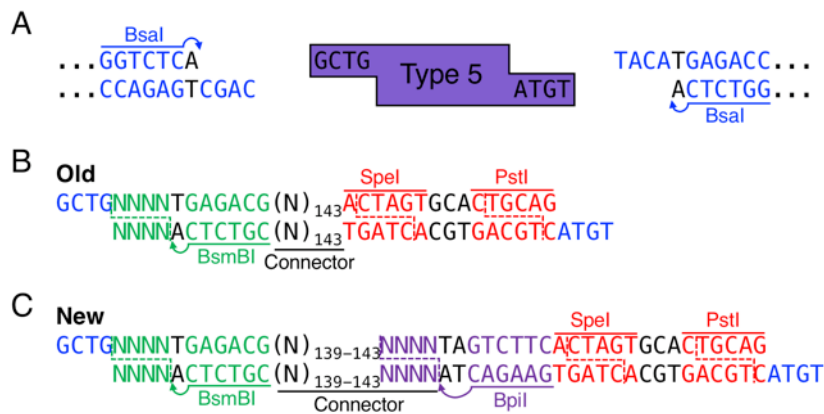 A
BsaI
...GGTCTCA
...CCAGAGTCGAC
GCTG
Type 5
ATGT
TACATGAGACC...
ACTCTGG...
BsaI
B
Old
SpeI
PstI
GCTGNNNNTGAGACG(N)143ACTAGTGCACTGCAG
NNNNACTCTGC(N)143TGATCACGTGACGTCATGT
BsmBI
Connector
C
New
SpeI
PstI
GCTGNNNNTGAGACG(N)139–143NNNNTAGTCTTCACTAGTGCACTGCAG
NNNNACTCTGC(N)139–143NNNNATCAGAAGTGATCACGTGACGTCATGT
BsmBI
Connector
BpiI